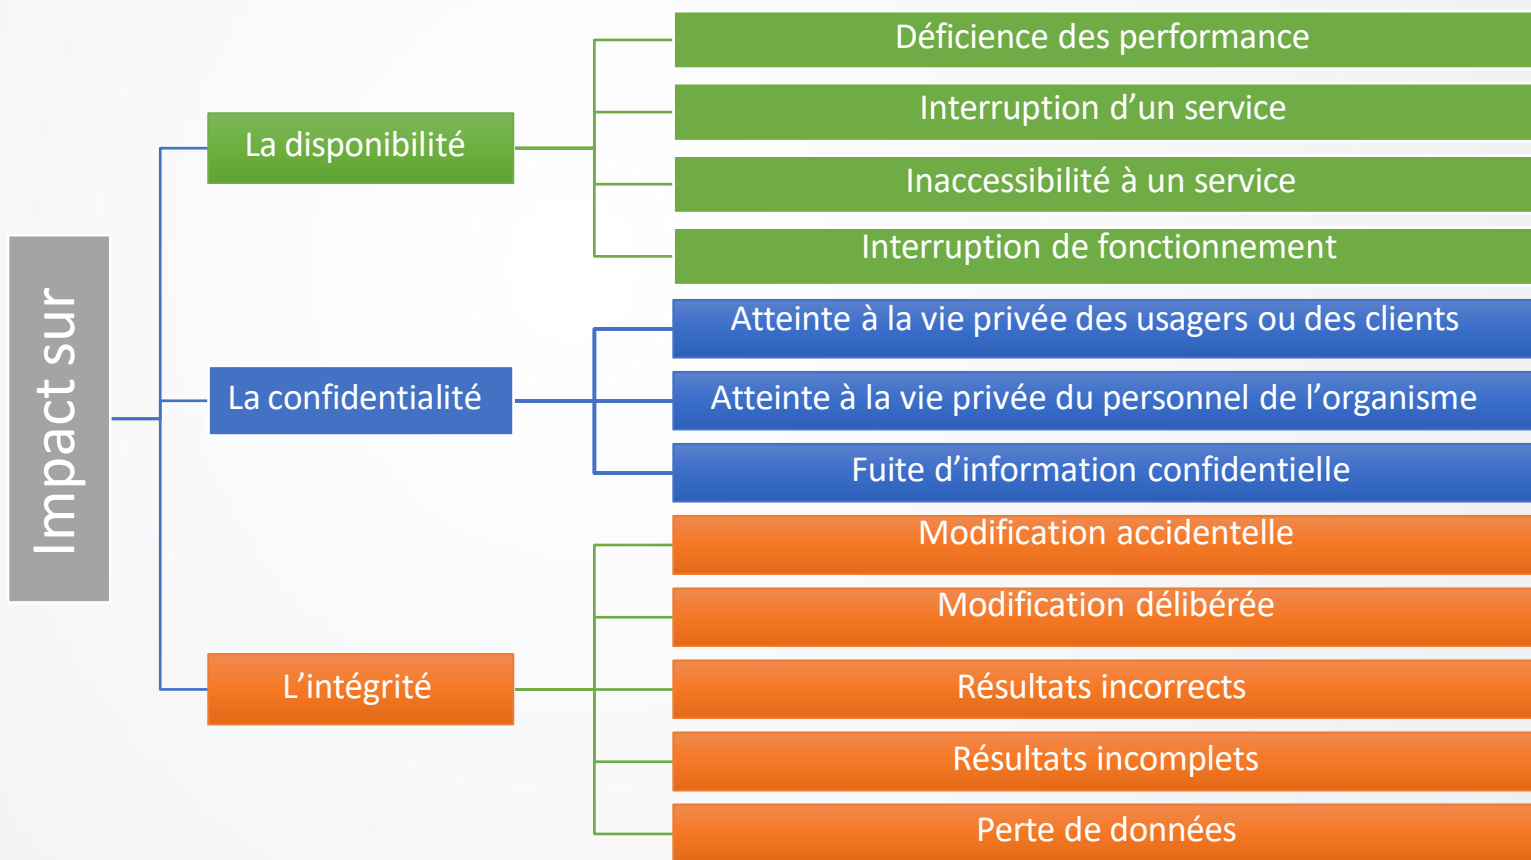 Impact sur
La disponibilité
Déficience des performance
Interruption d’un service
Inaccessibilité à un service
Interruption de fonctionnement
La confidentialité
Atteinte à la vie privée des usagers ou des clients
Atteinte à la vie privée du personnel de l’organisme
Fuite d’information confidentielle
L’intégrité
Modification accidentelle
Modification délibérée
Résultats incorrects
Résultats incomplets
Perte de données